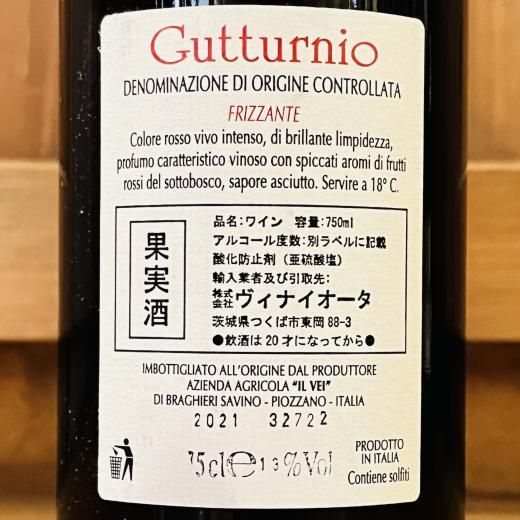 Gutturnio
DENOMINAZIONE DI ORIGINE CONTROLLATA
FRIZZANTE
Colore rosso vivo intenso, di brillante limpidezza,
profumo caratteristico vinoso con spiccati aromi di frutti
rossi del sottobosco, sapore asciutto. Servire a 18° C.
果実酒
品名:ワイン 容量:750ml
アルコール度数:別ラベルに記載
酸化防止剤(亜硫酸塩)
輸入業者及び引取先:
株式会社ヴィナイオータ
茨城県つくば市東岡 88-3
●飲酒は20才になってから●
IMBOTTIGLIATO ALL'ORIGINE DAL PRODUTTORE
AZIENDA AGRICOLA "IL VEI"
DI BRAGHIERI SAVINO - PIOZZANO - ITALIA
2021 32722
75cl e 13%Vol
PRODOTTO
IN ITALIA
Contiene solfiti